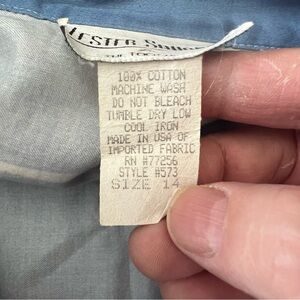 LESTER
100% COTTON
MACHINE WASH
DO NOT BLEACH
TUMBLE DRY LOW
COOL IRON
MADE IN USA OF
IMPORTED FABRIC
RN #77256
STYLE #573
SIZE 14